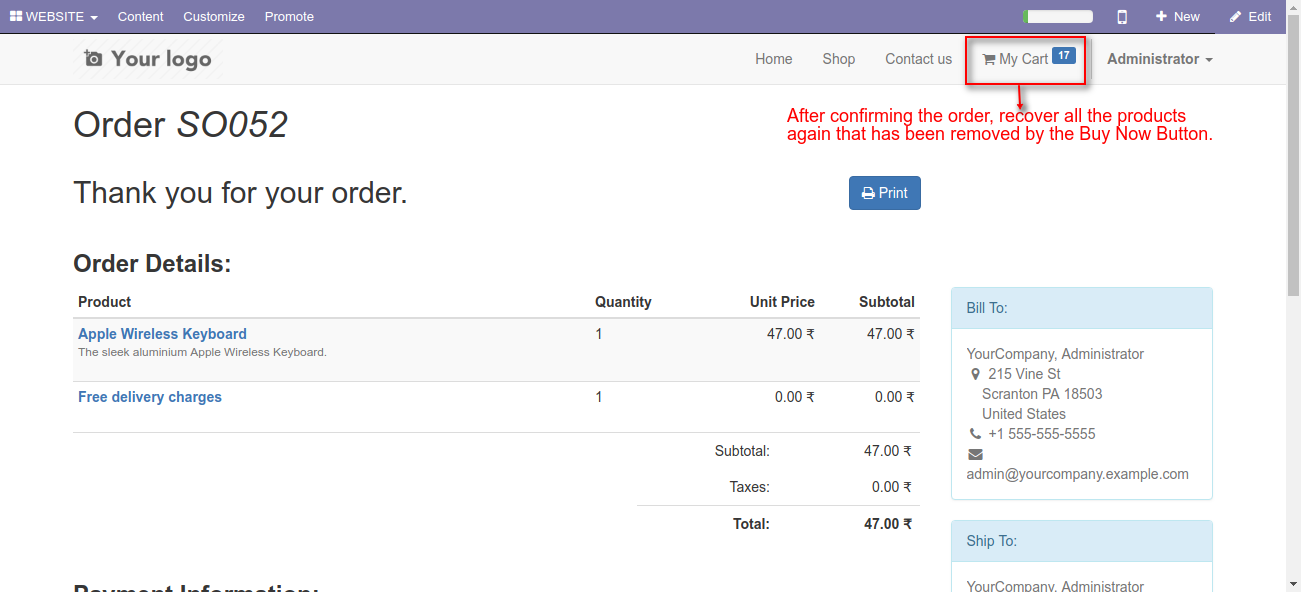 WEBSITE Content Customize Promote New Edit
Your logo Home Shop Contact us My Cart 17 Administrator
Order SO052
After confirming the order, recover all the products
again that has been removed by the Buy Now Button.
Thank you for your order.
Print
Order Details:
Product Quantity Unit Price Subtotal
Apple Wireless Keyboard 1 47.00 ₹ 47.00 ₹
The sleek aluminium Apple Wireless Keyboard.
Free delivery charges 1 0.00 ₹ 0.00 ₹
Subtotal: 47.00 ₹
Taxes: 0.00 ₹
Total: 47.00 ₹
Bill To:
YourCompany, Administrator
215 Vine St
Scranton PA 18503
United States
+1 555-555-5555
admin@yourcompany.example.com
Ship To:
YourCompany, Administrator
Payment Information: